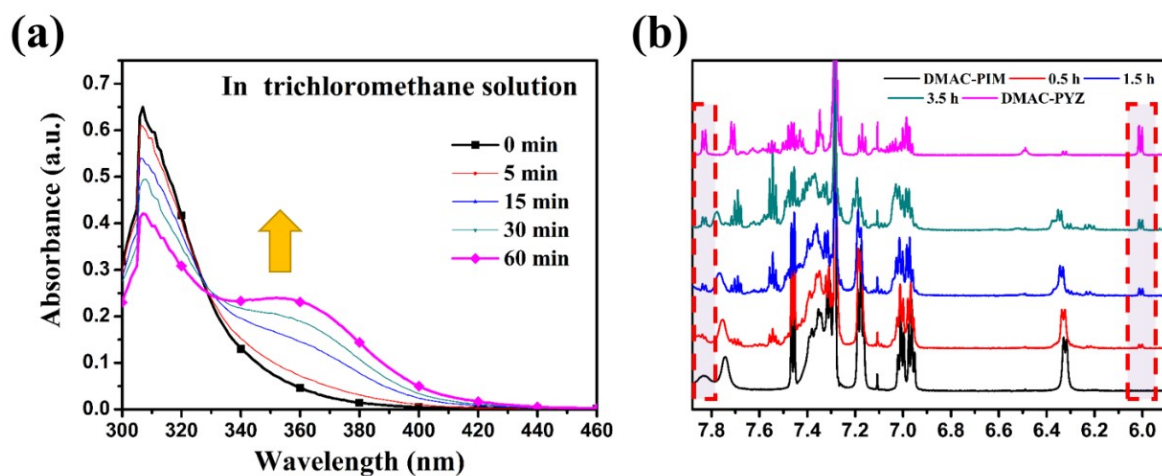 (a)
In trichloromethane solution
0 min
5 min
15 min
30 min
60 min
Absorbance (a.u.)
0.7
0.6
0.5
0.4
0.3
0.2
0.1
0.0
300 320 340 360 380 400 420 440 460
Wavelength (nm)
(b)
DMAC-PIM 0.5 h 1.5 h
3.5 h DMAC-PYZ
7.8 7.6 7.4 7.2 7.0 6.8 6.6 6.4 6.2 6.0